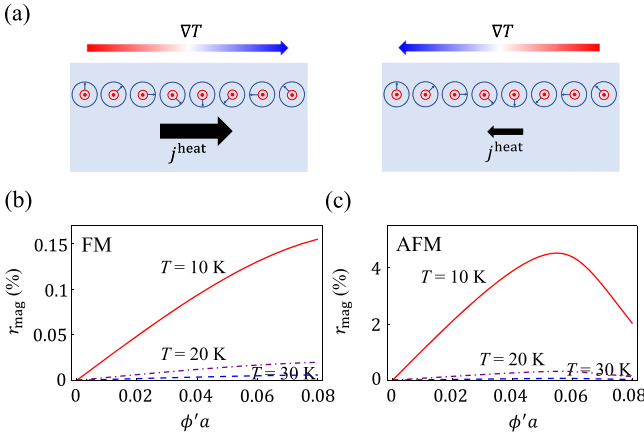 (a)
∇T
∇T
j^heat
j^heat
(b)
(c)
FM
AFM
r_mag (%)
0.15
0.1
0.05
0
T = 10 K
T = 20 K
T = 30 K
0 0.02 0.04 0.06 0.08
ϕ′a
r_mag (%)
4
2
0
T = 10 K
T = 20 K
T = 30 K
0 0.02 0.04 0.06 0.08
ϕ′a